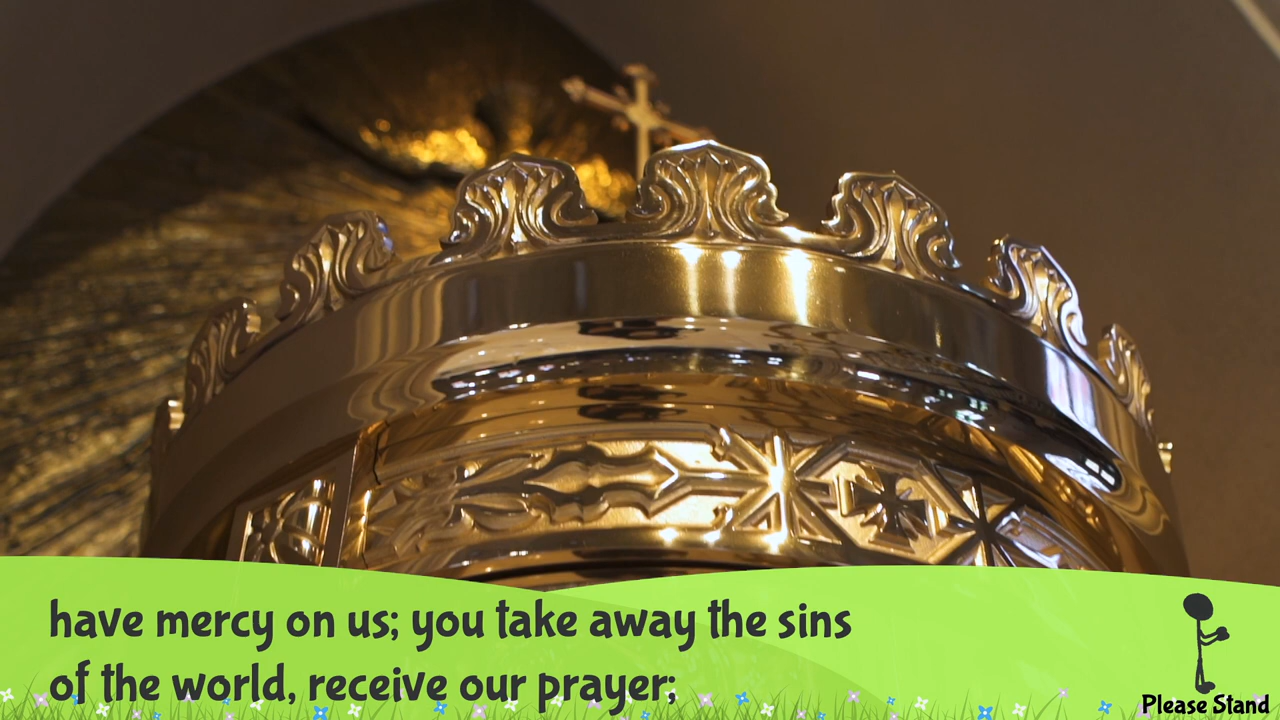 have mercy on us; you take away the sins
of the world, receive our prayer;
Please Stand